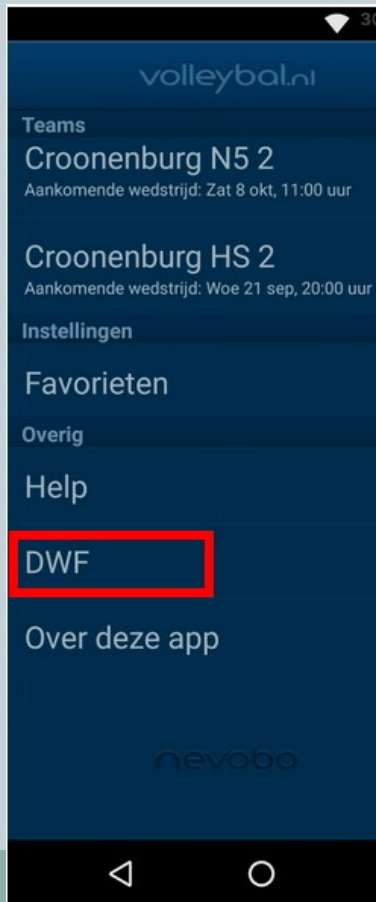 30
volleybal.nl
Teams
Croonenburg N5 2
Aankomende wedstrijd: Zat 8 okt, 11:00 uur
Croonenburg HS 2
Aankomende wedstrijd: Woe 21 sep, 20:00 uur
Instellingen
Favorieten
Overig
Help
DWF
Over deze app
nevobo